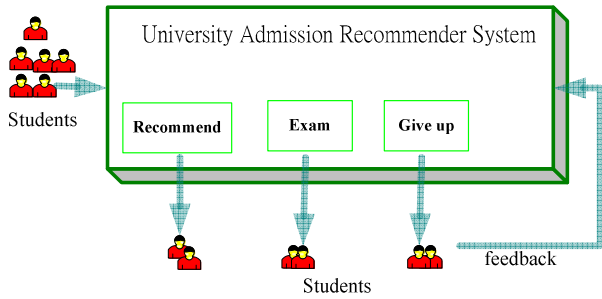 University Admission Recommender System
Students
Recommend
Exam
Give up
feedback
Students